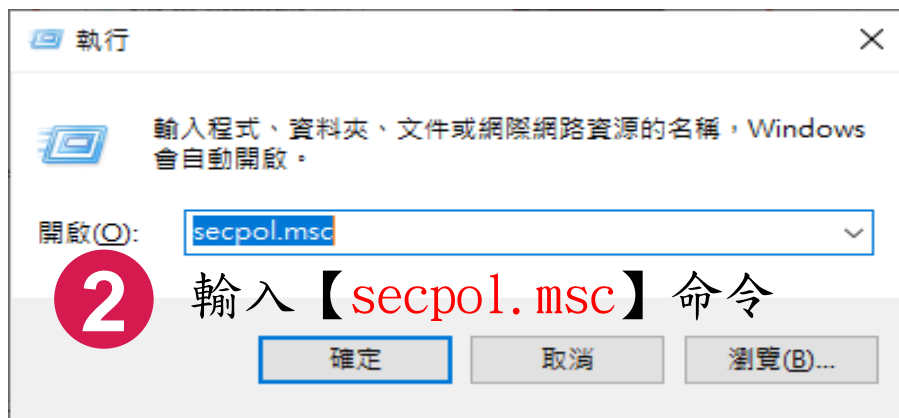 執行
輸入程式、資料夾、文件或網際網路資源的名稱，Windows
會自動開啟。
開啟(O):
secpol.msc
2
輸入【secpol.msc】命令
確定
取消
瀏覽(B)...